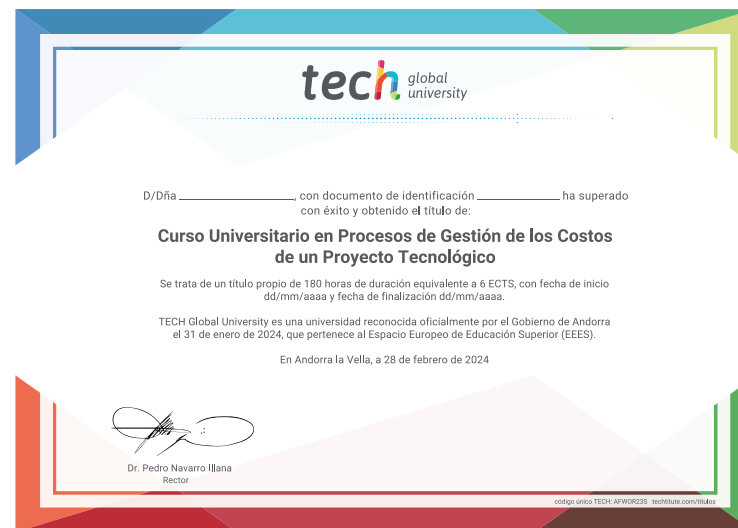 tech global
university
D/Dña ______________, con documento de identificación ______________ ha superado
con éxito y obtenido el título de:
Curso Universitario en Procesos de Gestión de los Costos
de un Proyecto Tecnológico
Se trata de un título propio de 180 horas de duración equivalente a 6 ECTS, con fecha de inicio
dd/mm/aaaa y fecha de finalización dd/mm/aaaa.
TECH Global University es una universidad reconocida oficialmente por el Gobierno de Andorra
el 31 de enero de 2024, que pertenece al Espacio Europeo de Educación Superior (EEES).
En Andorra la Vella, a 28 de febrero de 2024
Dr. Pedro Navarro Illana
Rector
código único TECH: AFWOR23S techtitute.com/titulos